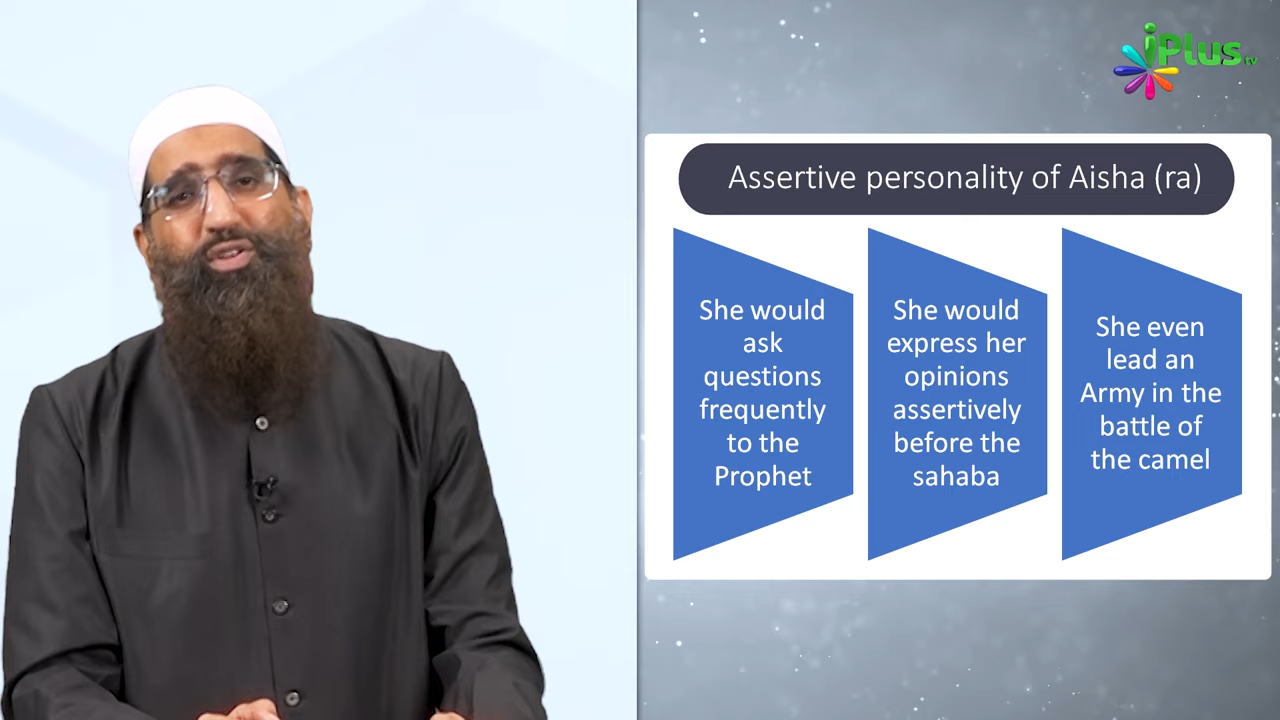 iPlus tv
Assertive personality of Aisha (ra)
She would
ask
questions
frequently
to the
Prophet
She would
express her
opinions
assertively
before the
sahaba
She even
lead an
Army in the
battle of
the camel